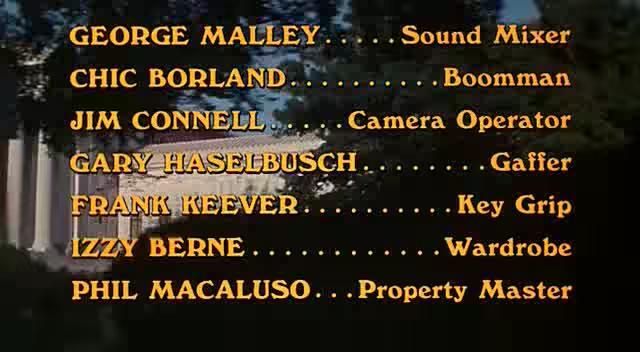 GEORGE MALLEY.....Sound Mixer
CHIC BORLAND..........Boomman
JIM CONNELL.....Camera Operator
GARY HASELBUSCH........Gaffer
FRANK KEEVER..........Key Grip
IZZY BERNE............Wardrobe
PHIL MACALUSO...Property Master